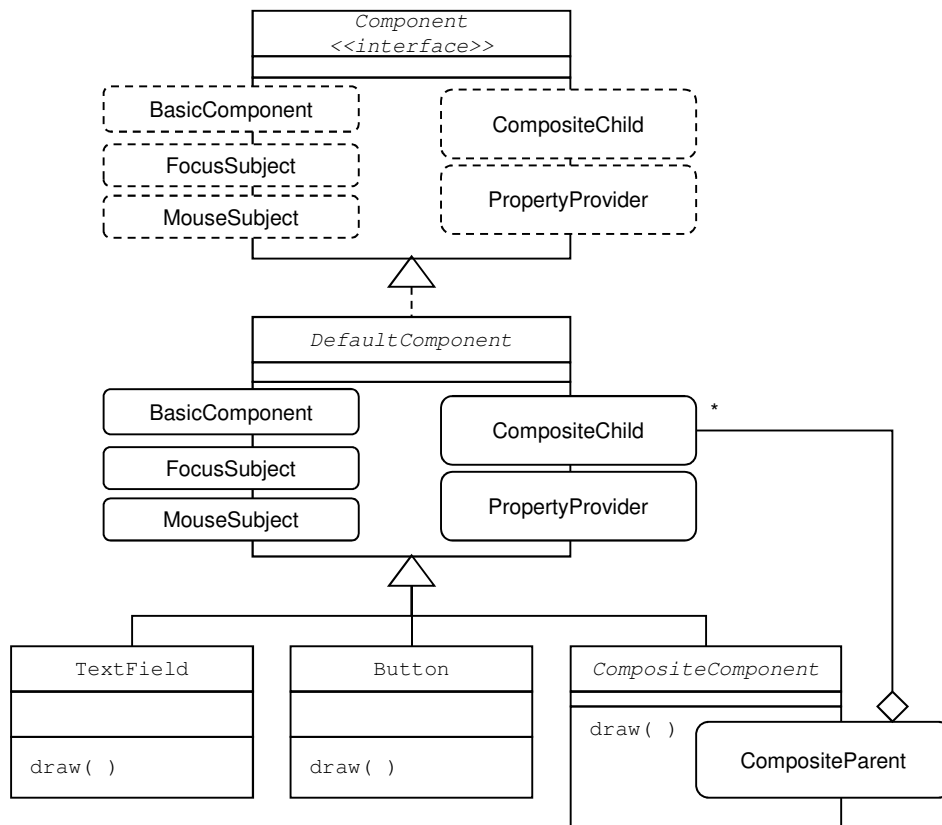 Component
<<interface>>
BasicComponent
CompositeChild
FocusSubject
PropertyProvider
MouseSubject
DefaultComponent
BasicComponent
*
CompositeChild
FocusSubject
PropertyProvider
MouseSubject
TextField
Button
CompositeComponent
draw( )
draw( )
draw( )
CompositeParent